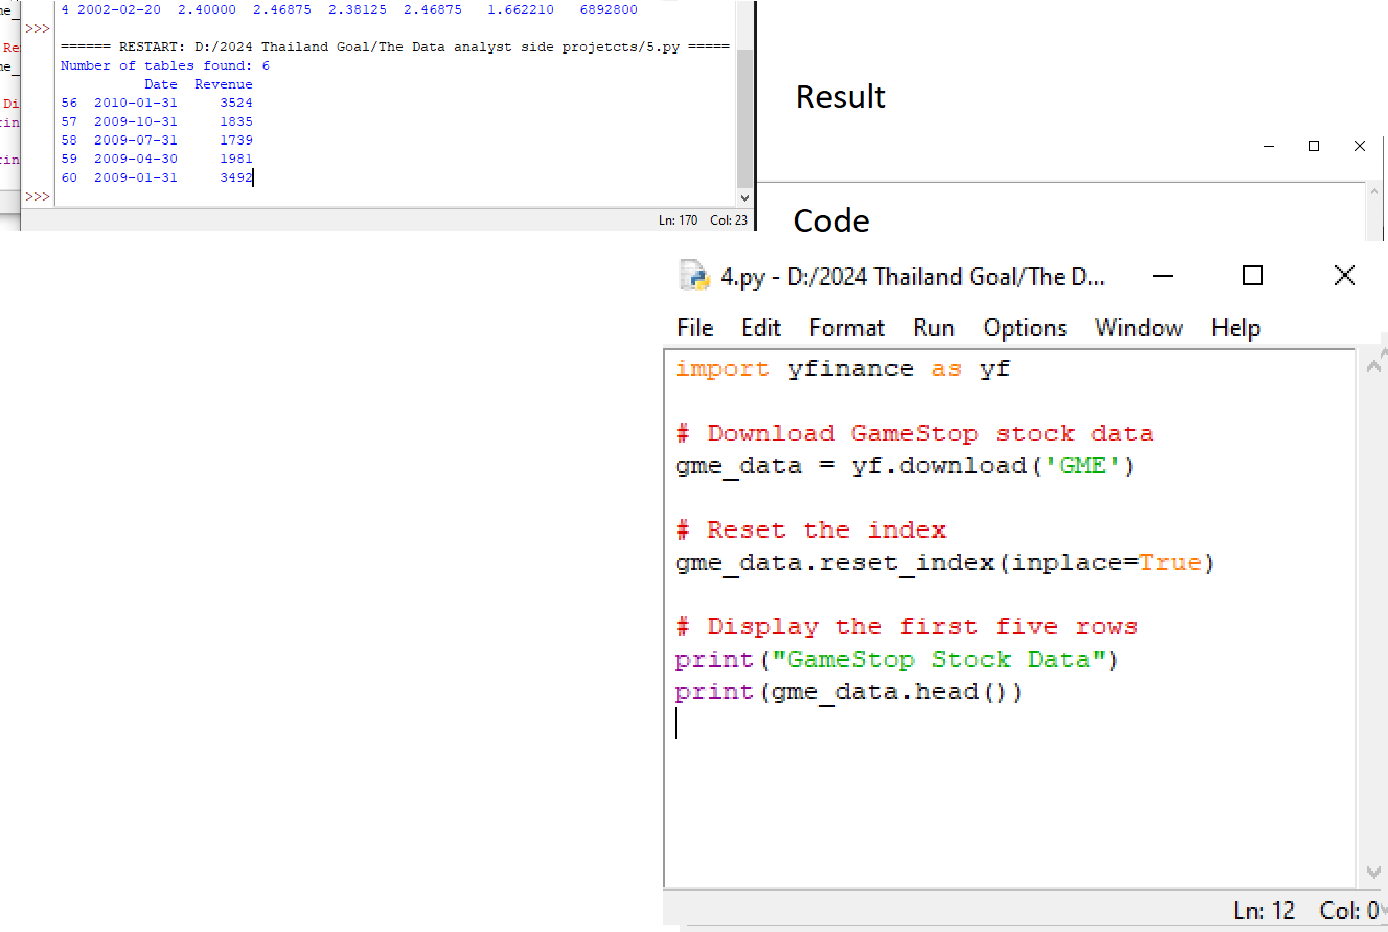 me_
4 2002-02-20 2.40000 2.46875 2.38125 2.46875 1.662210 6892800
>>>
Re
====== RESTART: D:/2024 Thailand Goal/The Data analyst side projetcts/5.py =====
me_
Number of tables found: 6
Date Revenue
Di
56 2010-01-31 3524
rin
57 2009-10-31 1835
58 2009-07-31 1739
rin
59 2009-04-30 1981
60 2009-01-31 3492
>>>
Ln: 170 Col: 23
Result
Code
4.py - D:/2024 Thailand Goal/The D...
File Edit Format Run Options Window Help
import yfinance as yf
# Download GameStop stock data
gme_data = yf.download('GME')
# Reset the index
gme_data.reset_index(inplace=True)
# Display the first five rows
print("GameStop Stock Data")
print(gme_data.head())
Ln: 12 Col: 0